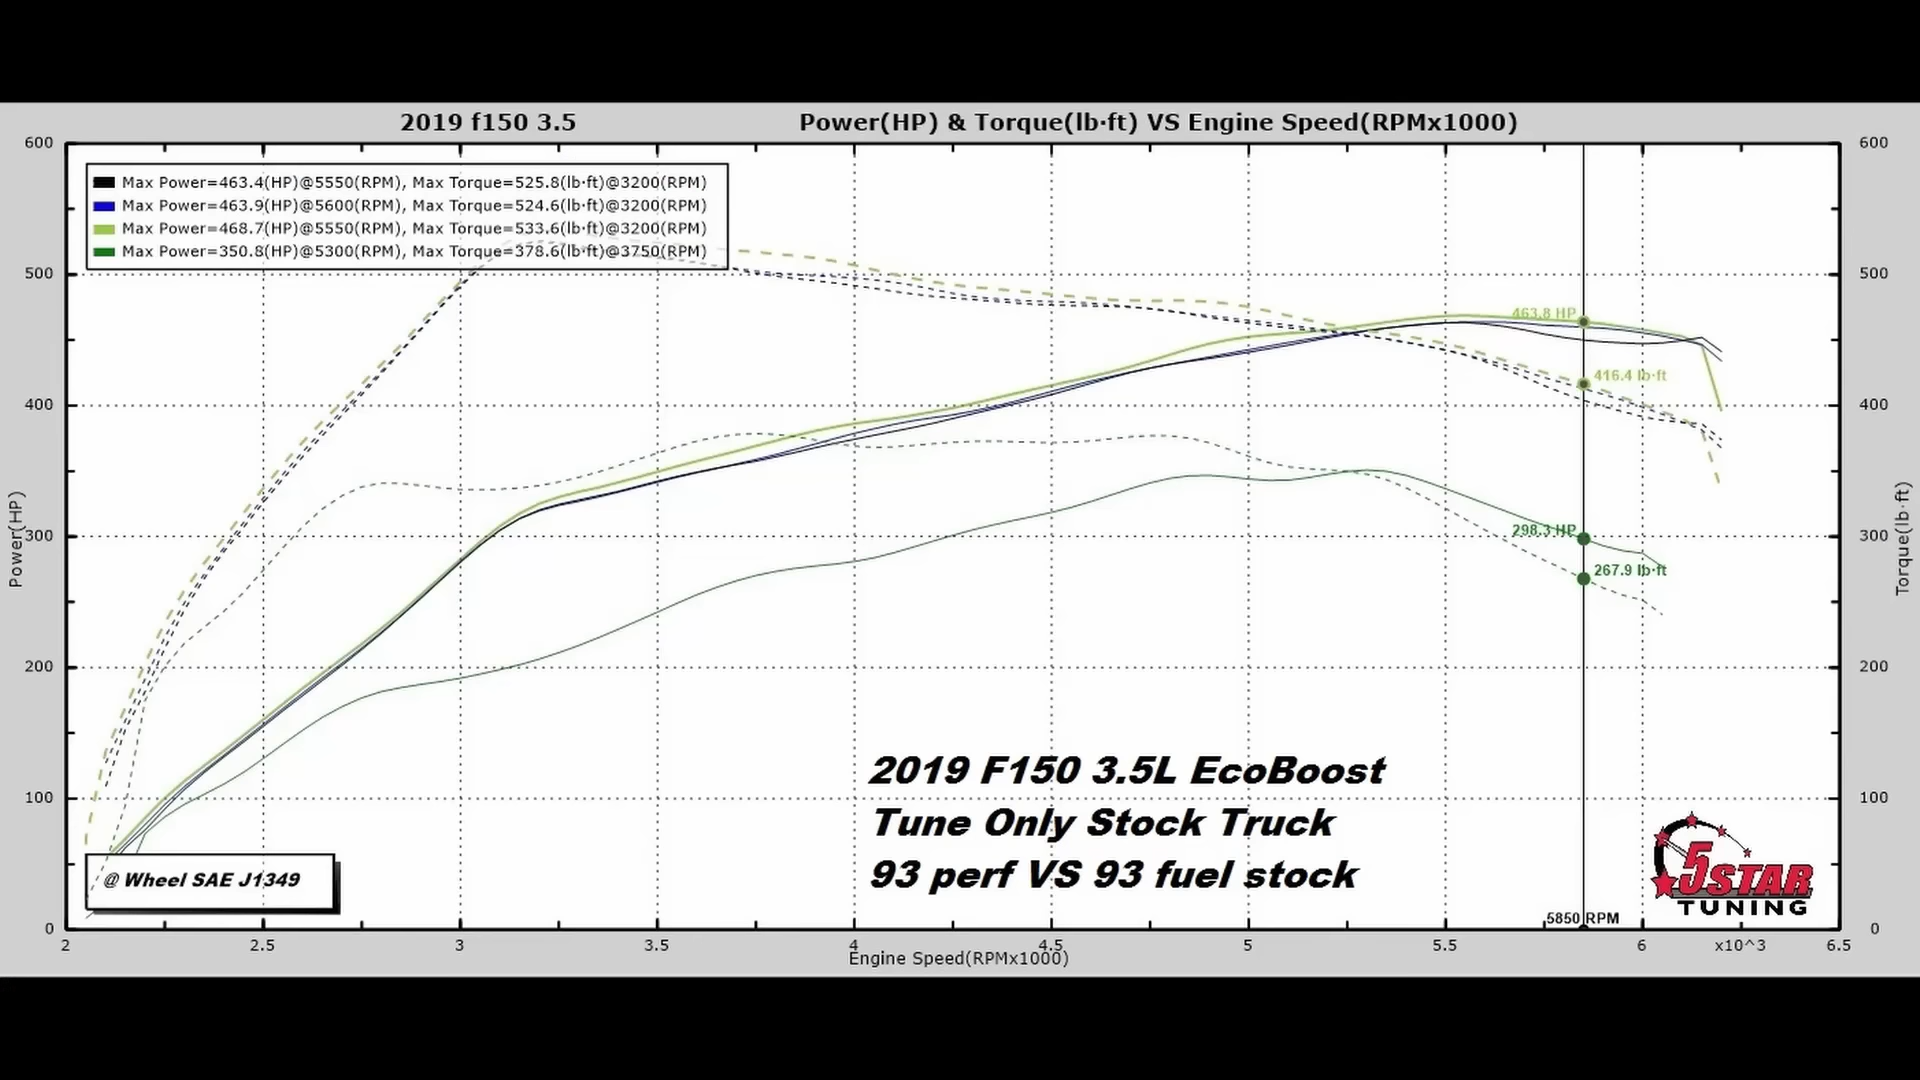 2019 f150 3.5
Power(HP) & Torque(lb·ft) VS Engine Speed(RPMx1000)
600
500
400
300
200
100
0
Power(HP)
Max Power=463.4(HP)@5550(RPM), Max Torque=525.8(lb·ft)@3200(RPM)
Max Power=463.9(HP)@5600(RPM), Max Torque=524.6(lb·ft)@3200(RPM)
Max Power=468.7(HP)@5550(RPM), Max Torque=533.6(lb·ft)@3200(RPM)
Max Power=350.8(HP)@5300(RPM), Max Torque=378.6(lb·ft)@3750(RPM)
463.8 HP
416.4 lb·ft
298.3 HP
267.9 lb·ft
600
500
400
300
200
100
0
Torque(lb·ft)
2019 F150 3.5L EcoBoost
Tune Only Stock Truck
93 perf VS 93 fuel stock
@ Wheel SAE J1349
5STAR
TUNING
5850 RPM
2 2.5 3 3.5 4 4.5 5 5.5 6 x10^3 6.5
Engine Speed(RPMx1000)